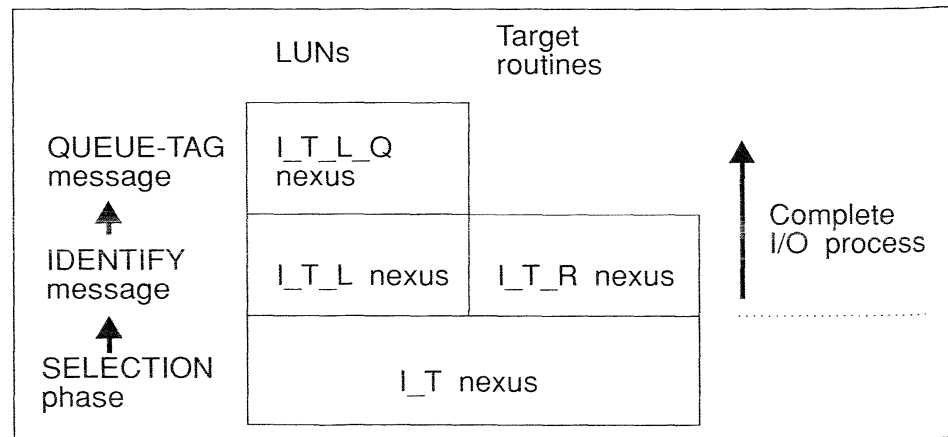 LUNs
Target
routines
QUEUE-TAG
message
I_T_L_Q
nexus
IDENTIFY
message
I_T_L nexus
I_T_R nexus
Complete
I/O process
SELECTION
phase
I_T nexus